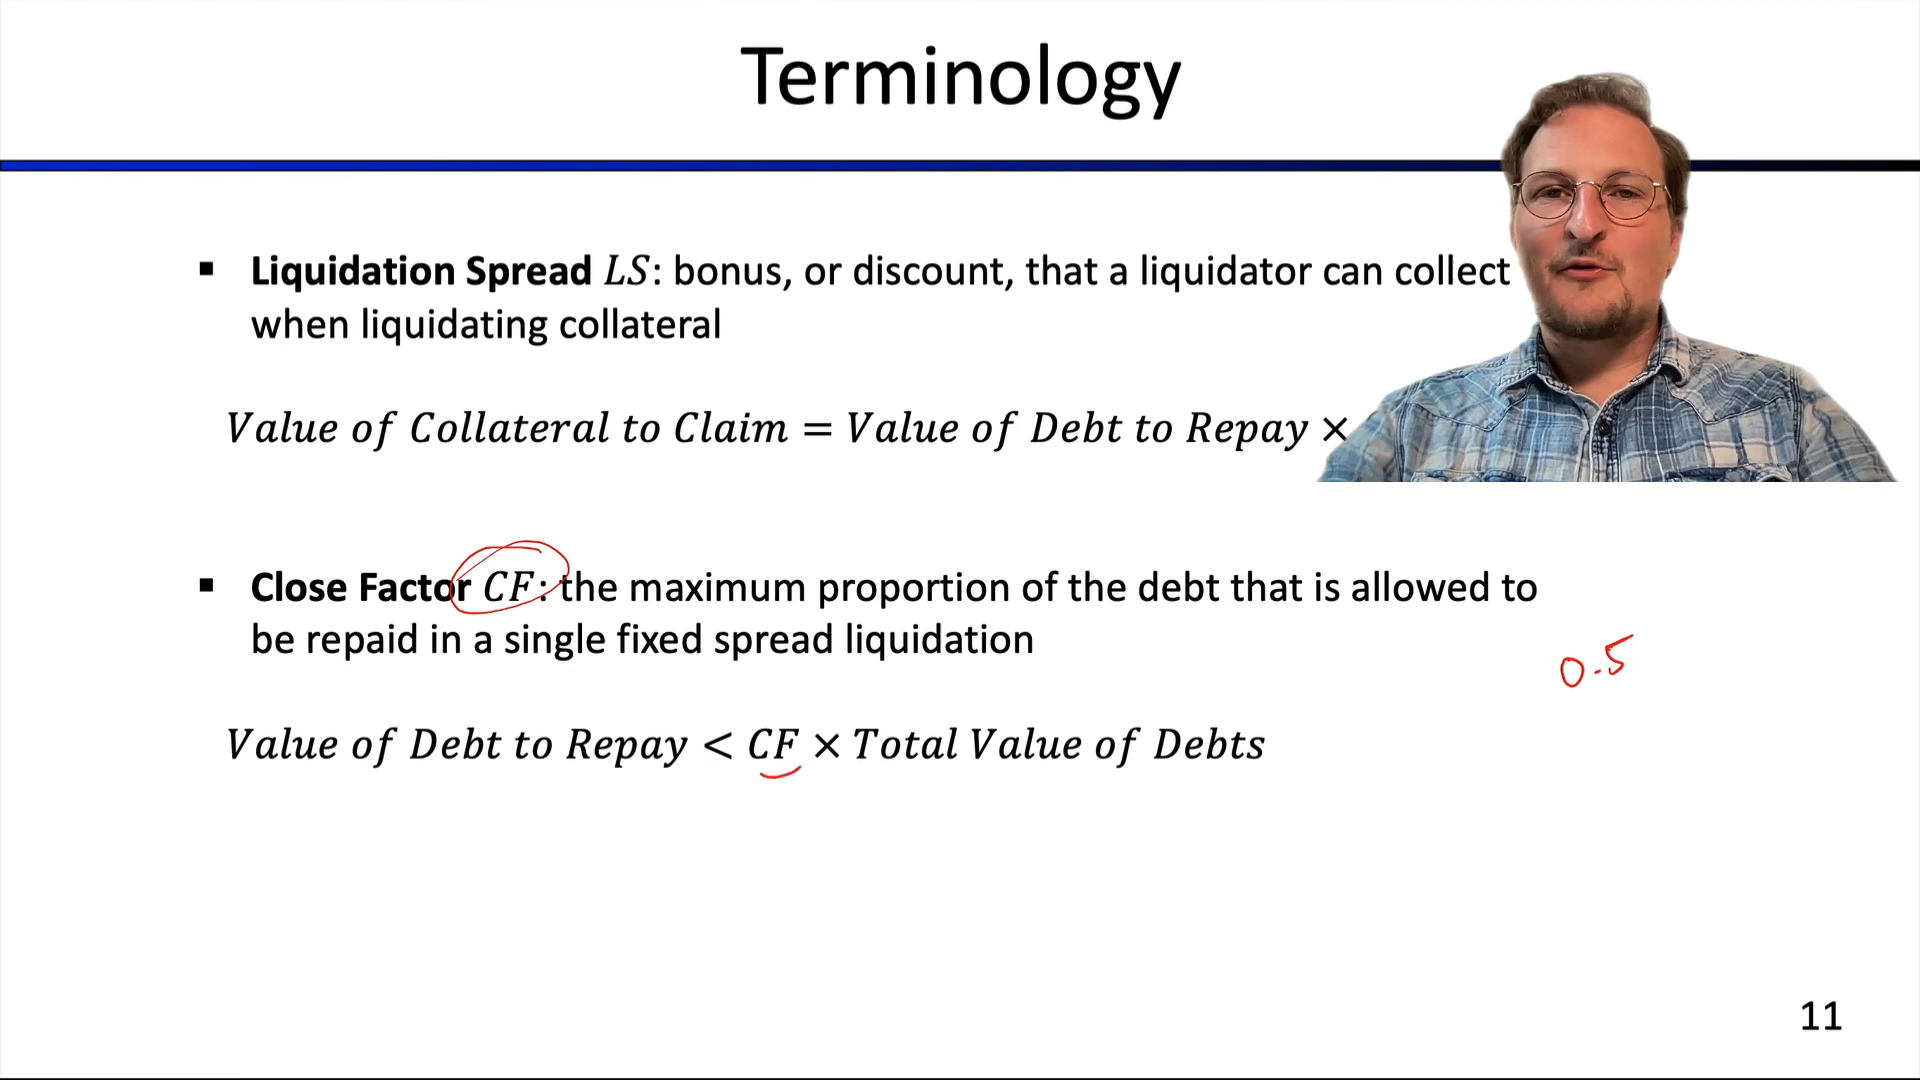 Terminology
▪ Liquidation Spread LS: bonus, or discount, that a liquidator can collect
when liquidating collateral
Value of Collateral to Claim = Value of Debt to Repay ×
▪ Close Factor CF: the maximum proportion of the debt that is allowed to
be repaid in a single fixed spread liquidation
0.5
Value of Debt to Repay < CF × Total Value of Debts
11